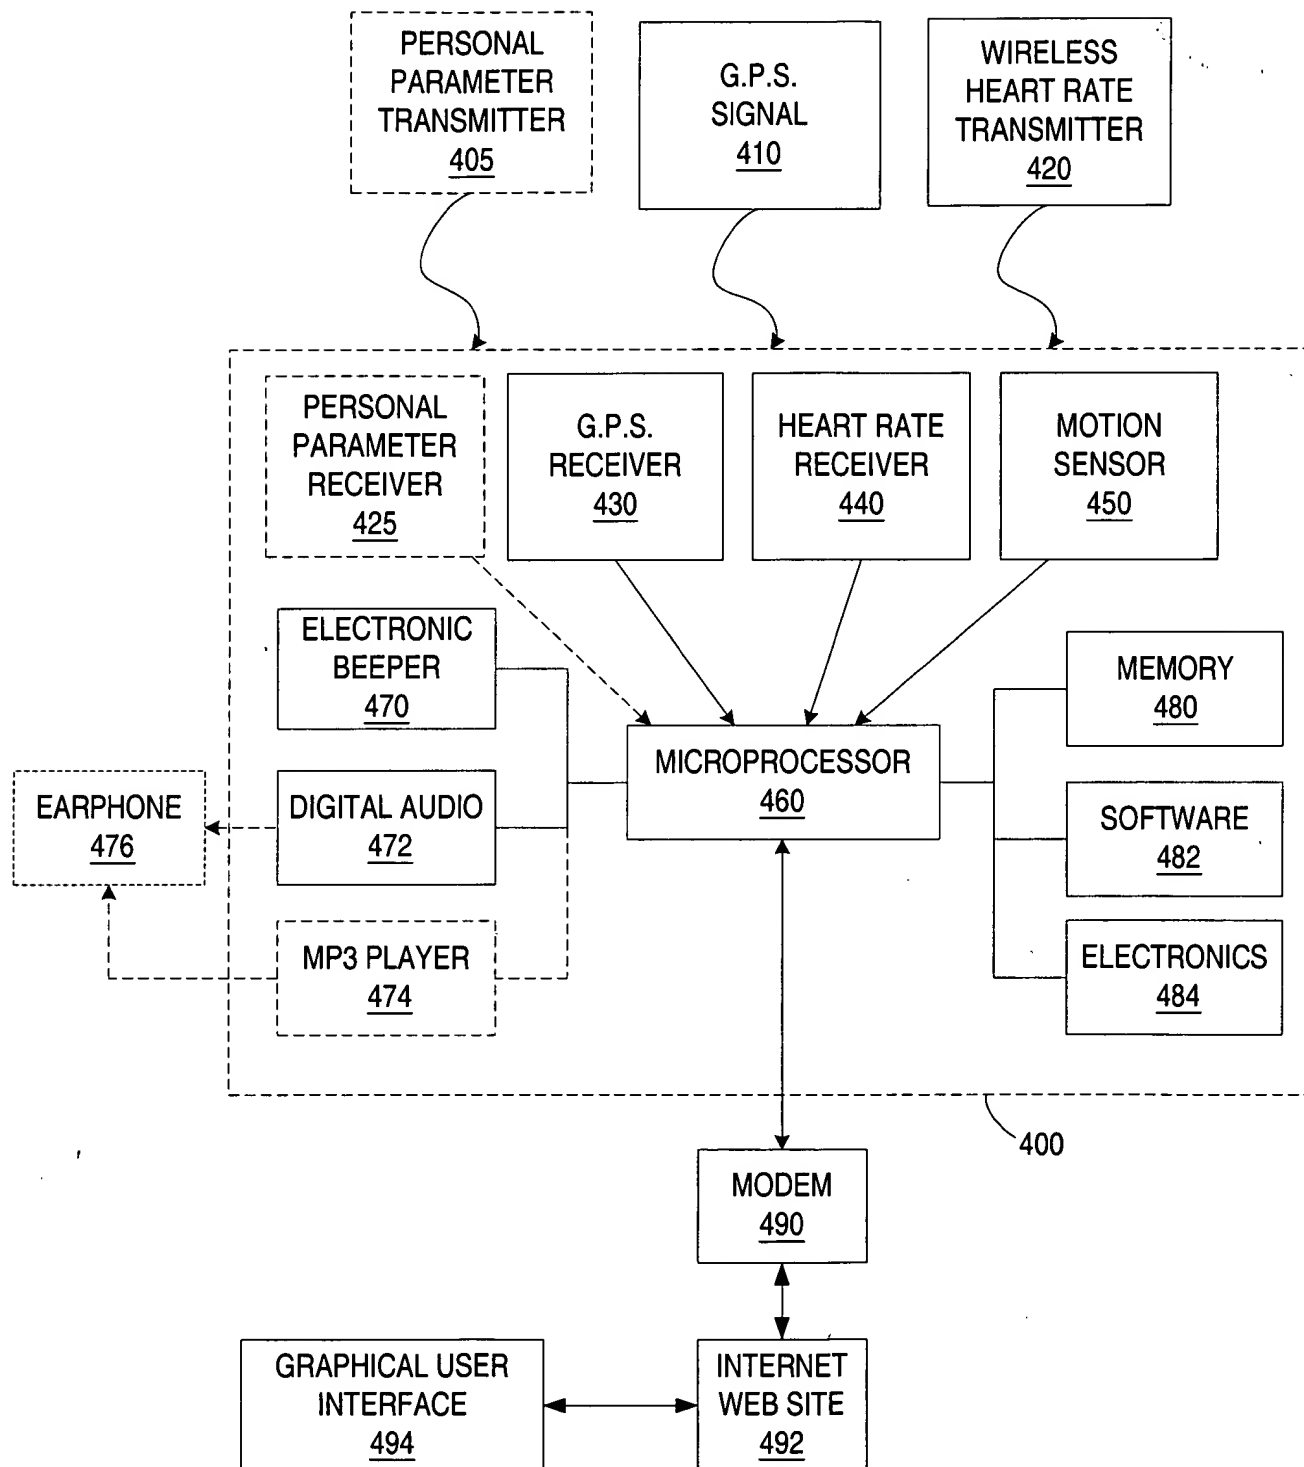 PERSONAL
PARAMETER
TRANSMITTER
405
G.P.S.
SIGNAL
410
WIRELESS
HEART RATE
TRANSMITTER
420
PERSONAL
PARAMETER
RECEIVER
425
G.P.S.
RECEIVER
430
HEART RATE
RECEIVER
440
MOTION
SENSOR
450
ELECTRONIC
BEEPER
470
MICROPROCESSOR
460
MEMORY
480
EARPHONE
476
DIGITAL AUDIO
472
SOFTWARE
482
MP3 PLAYER
474
ELECTRONICS
484
400
MODEM
490
GRAPHICAL USER
INTERFACE
494
INTERNET
WEB SITE
492